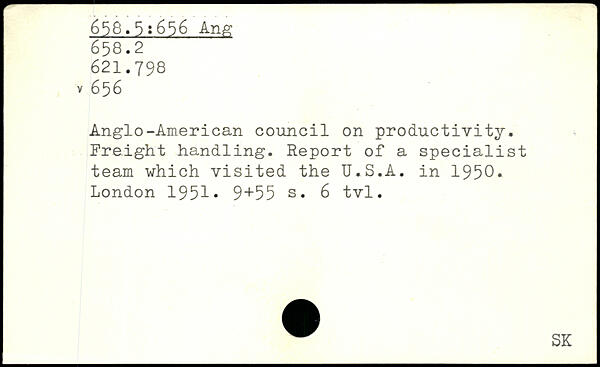 658.5:656 Ang
658.2
621.798
v 656
Anglo-American council on productivity.
Freight handling. Report of a specialist
team which visited the U.S.A. in 1950.
London 1951. 9+55 s. 6 tvl.
SK